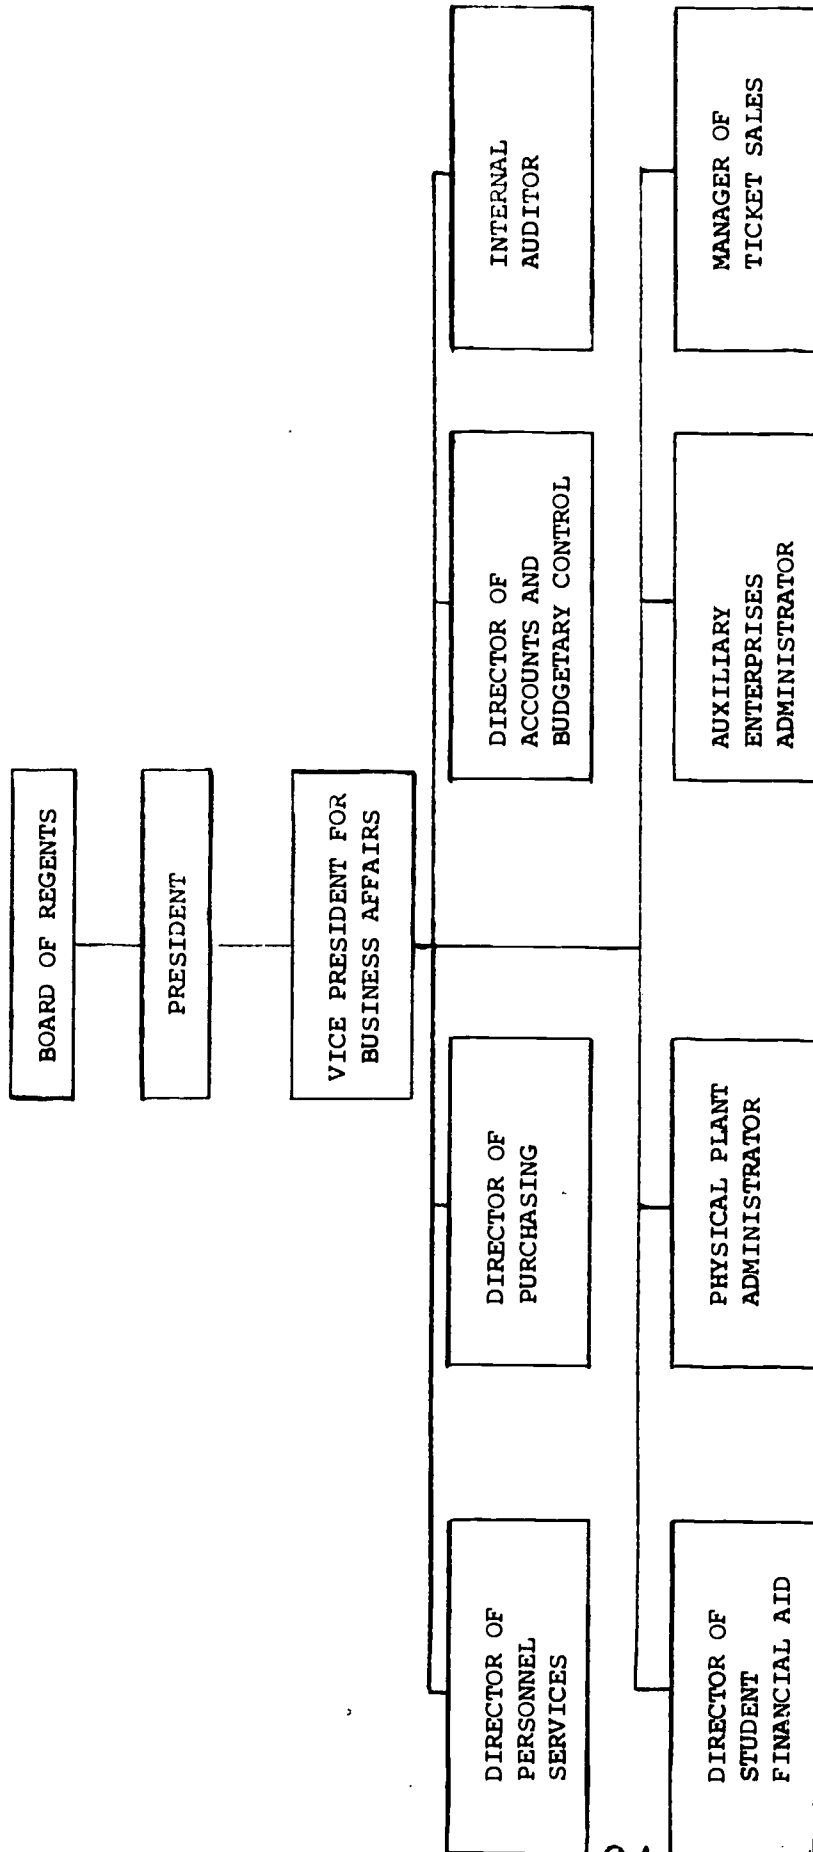 BOARD OF REGENTS
PRESIDENT
VICE PRESIDENT FOR
BUSINESS AFFAIRS
DIRECTOR OF
PERSONNEL
SERVICES
DIRECTOR OF
PURCHASING
DIRECTOR OF
ACCOUNTS AND
BUDGETARY CONTROL
INTERNAL
AUDITOR
DIRECTOR OF
STUDENT
FINANCIAL AID
PHYSICAL PLANT
ADMINISTRATOR
AUXILIARY
ENTERPRISES
ADMINISTRATOR
MANAGER OF
TICKET SALES